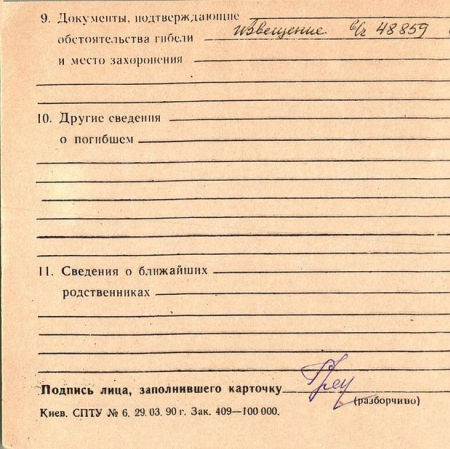 9. Документы, подтверждающие
обстоятельства гибели извещение в/ч 48859
и место захоронения
10. Другие сведения
о погибшем
11. Сведения о ближайших
родственниках
Подпись лица, заполнившего карточку
(разборчиво)
Киев. СПТУ № 6. 29. 03. 90 г. Зак. 409—100 000.